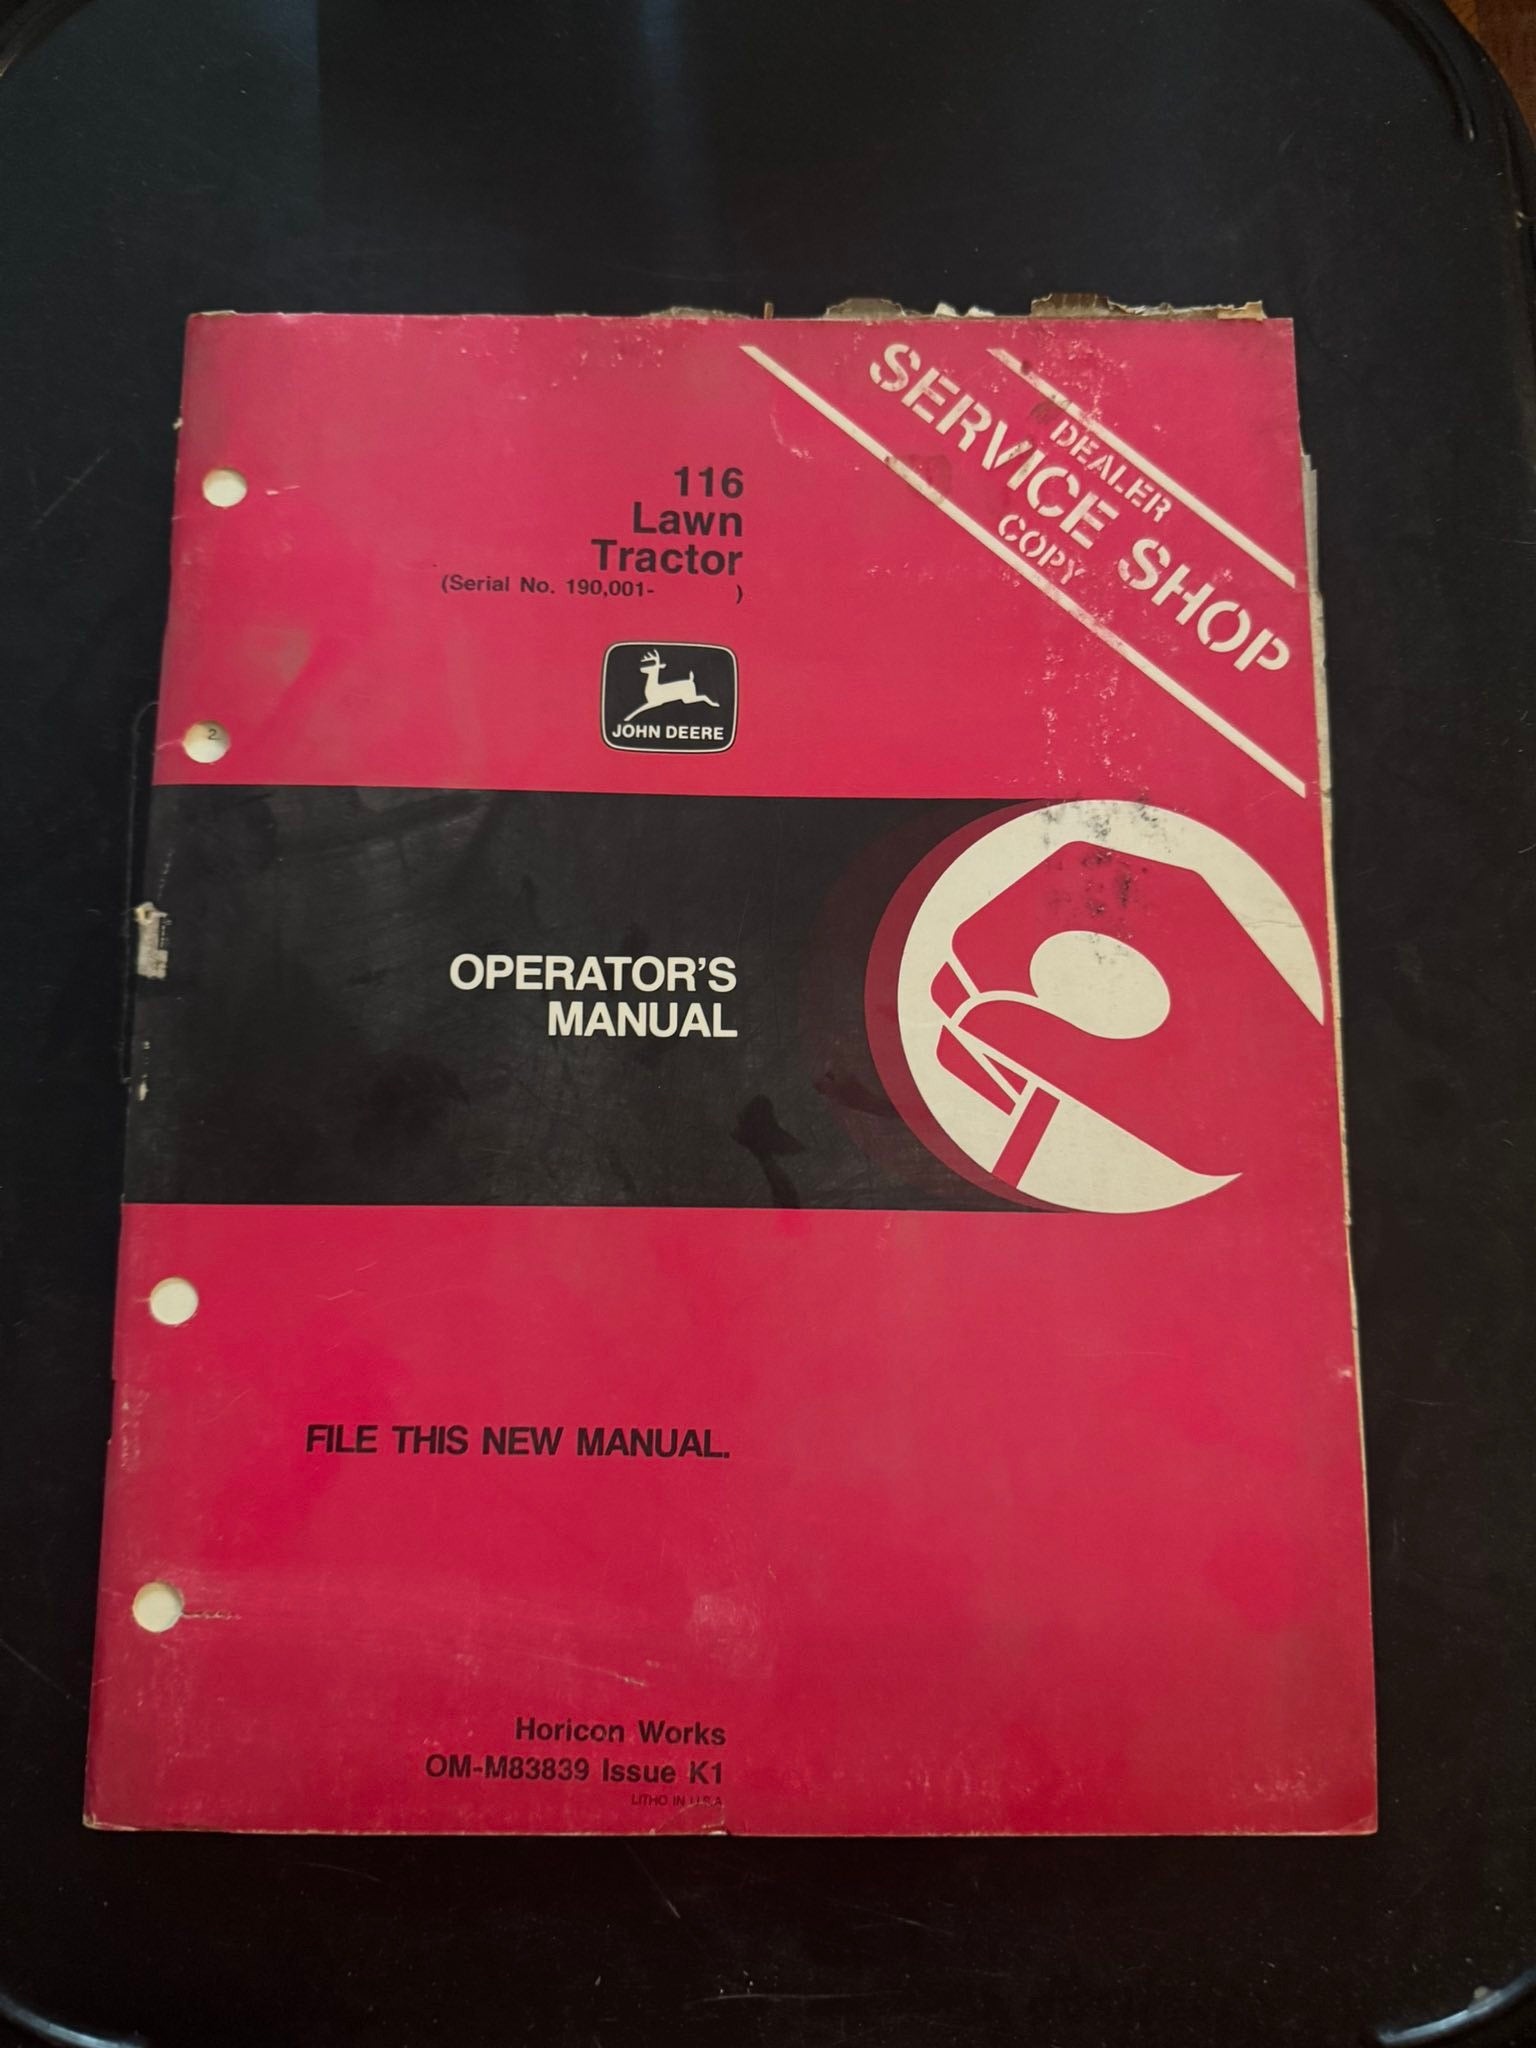 DEALER
SERVICE SHOP
COPY
116
Lawn
Tractor
(Serial No. 190,001- )
JOHN DEERE
2
OPERATOR'S
MANUAL
FILE THIS NEW MANUAL.
Horicon Works
OM-M83839 Issue K1
LITHO IN U.S.A